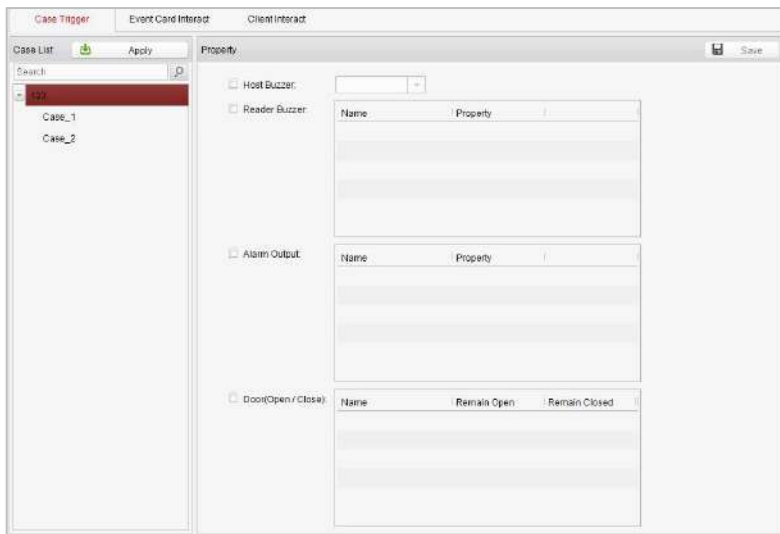 Case Trigger Event Card Interact Client Interact
Case List Apply Property Save
Search
Host Buzzer:
Reader Buzzer: Name Property
Case_1
Case_2
Alarm Output: Name Property
Door(Open / Close): Name Remain Open Remain Closed